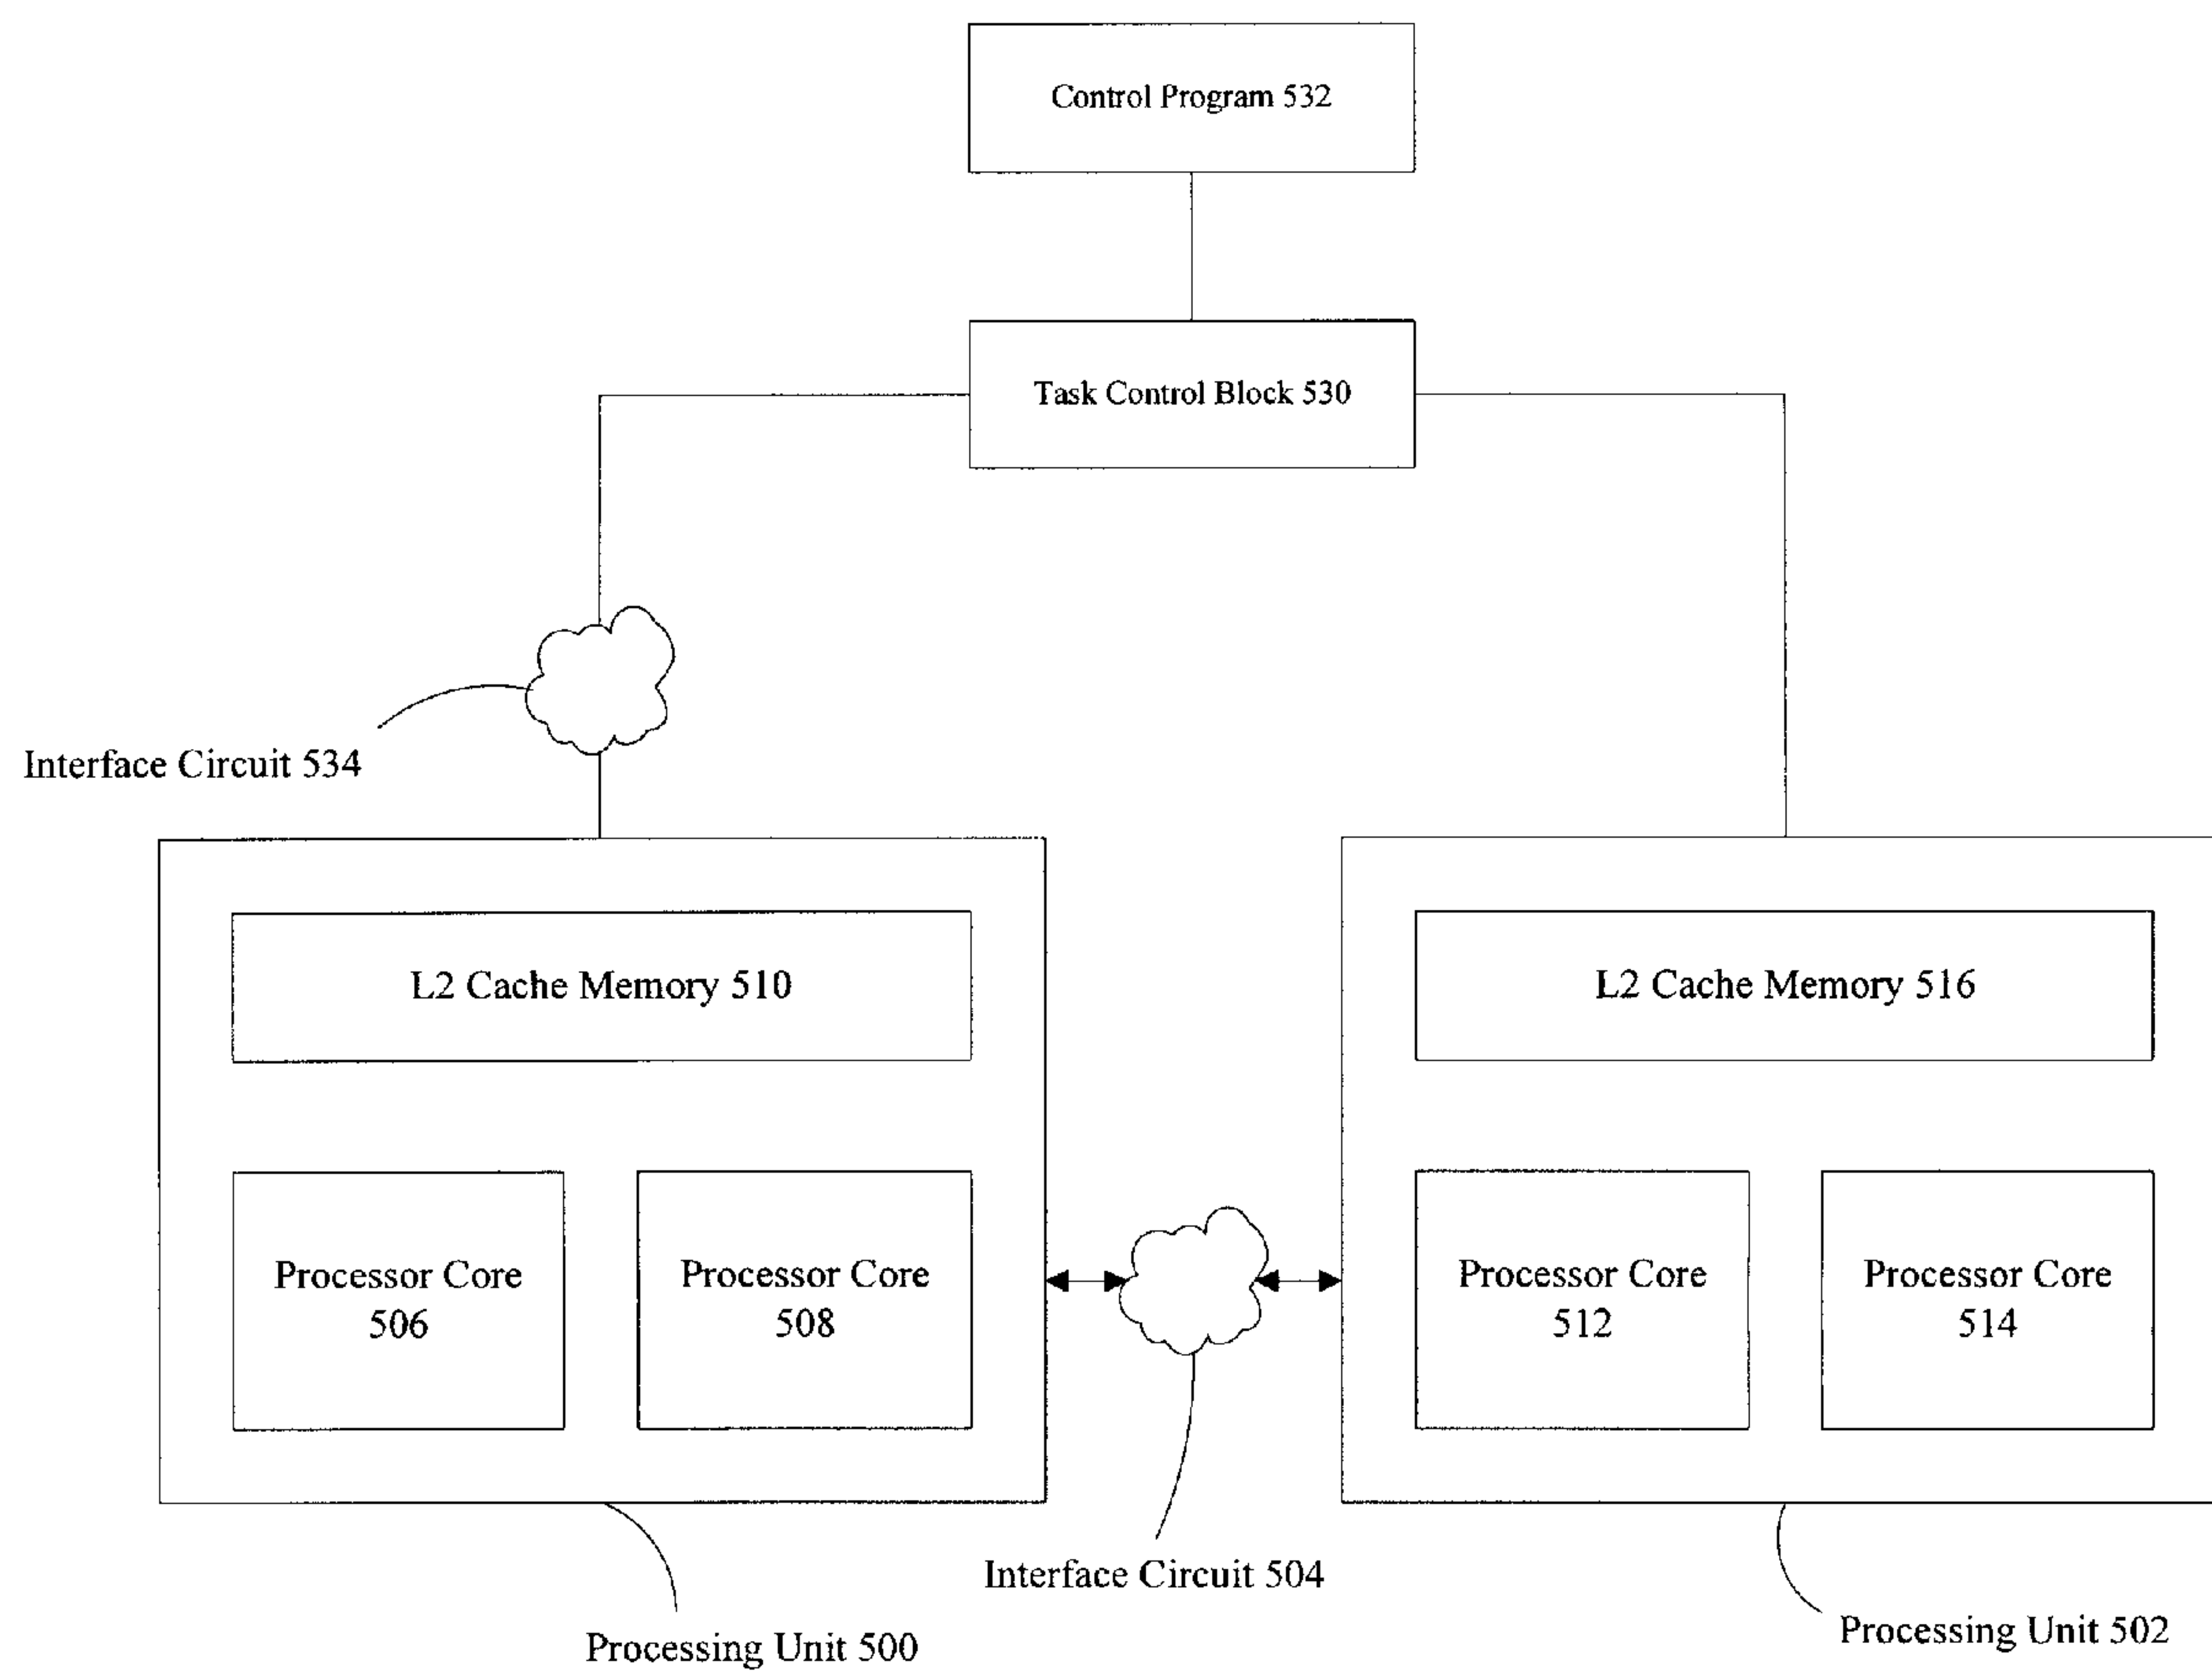 Control Program 532
Task Control Block 530
Interface Circuit 534
L2 Cache Memory 510
L2 Cache Memory 516
Processor Core
506
Processor Core
508
Processor Core
512
Processor Core
514
Interface Circuit 504
Processing Unit 500
Processing Unit 502